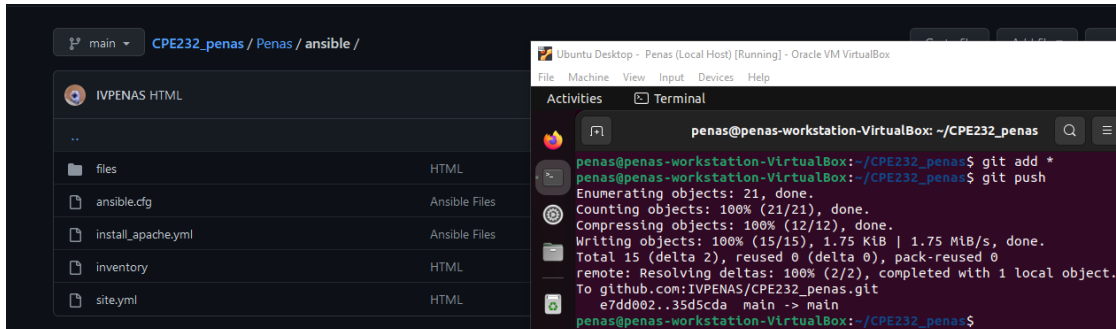 main
CPE232_penas / Penas / ansible /
IVPENAS HTML
..
files HTML
ansible.cfg Ansible Files
install_apache.yml Ansible Files
inventory HTML
site.yml HTML
Ubuntu Desktop - Penas (Local Host) [Running] - Oracle VM VirtualBox
File Machine View Input Devices Help
Activities Terminal
penas@penas-workstation-VirtualBox: ~/CPE232_penas
penas@penas-workstation-VirtualBox:~/CPE232_penas$ git add *
penas@penas-workstation-VirtualBox:~/CPE232_penas$ git push
Enumerating objects: 21, done.
Counting objects: 100% (21/21), done.
Compressing objects: 100% (12/12), done.
Writing objects: 100% (15/15), 1.75 KiB | 1.75 MiB/s, done.
Total 15 (delta 2), reused 0 (delta 0), pack-reused 0
remote: Resolving deltas: 100% (2/2), completed with 1 local object.
To github.com:IVPENAS/CPE232_penas.git
e7dd002..35d5cda main -> main
penas@penas-workstation-VirtualBox:~/CPE232_penas$